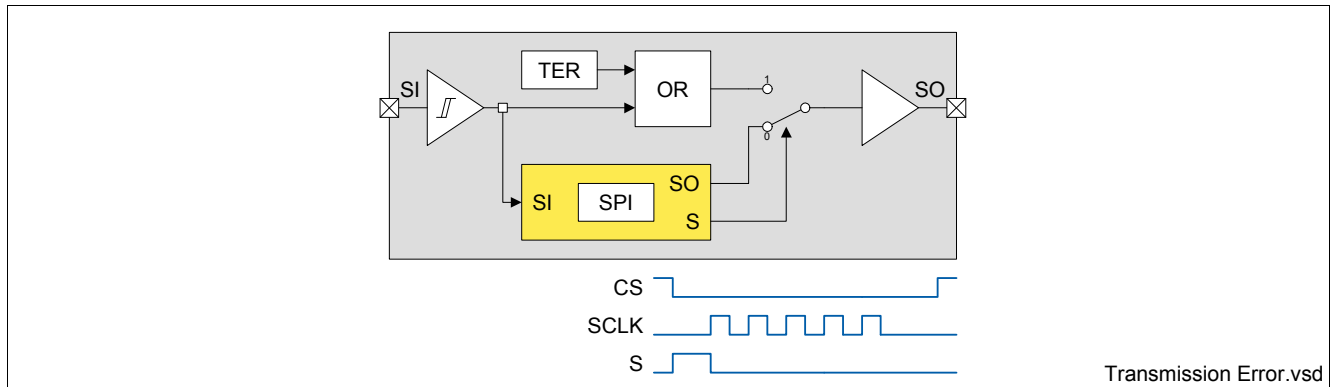 TER
SI
OR
1
SO
0
SO
SI
SPI
S
CS
SCLK
S
Transmission Error.vsd